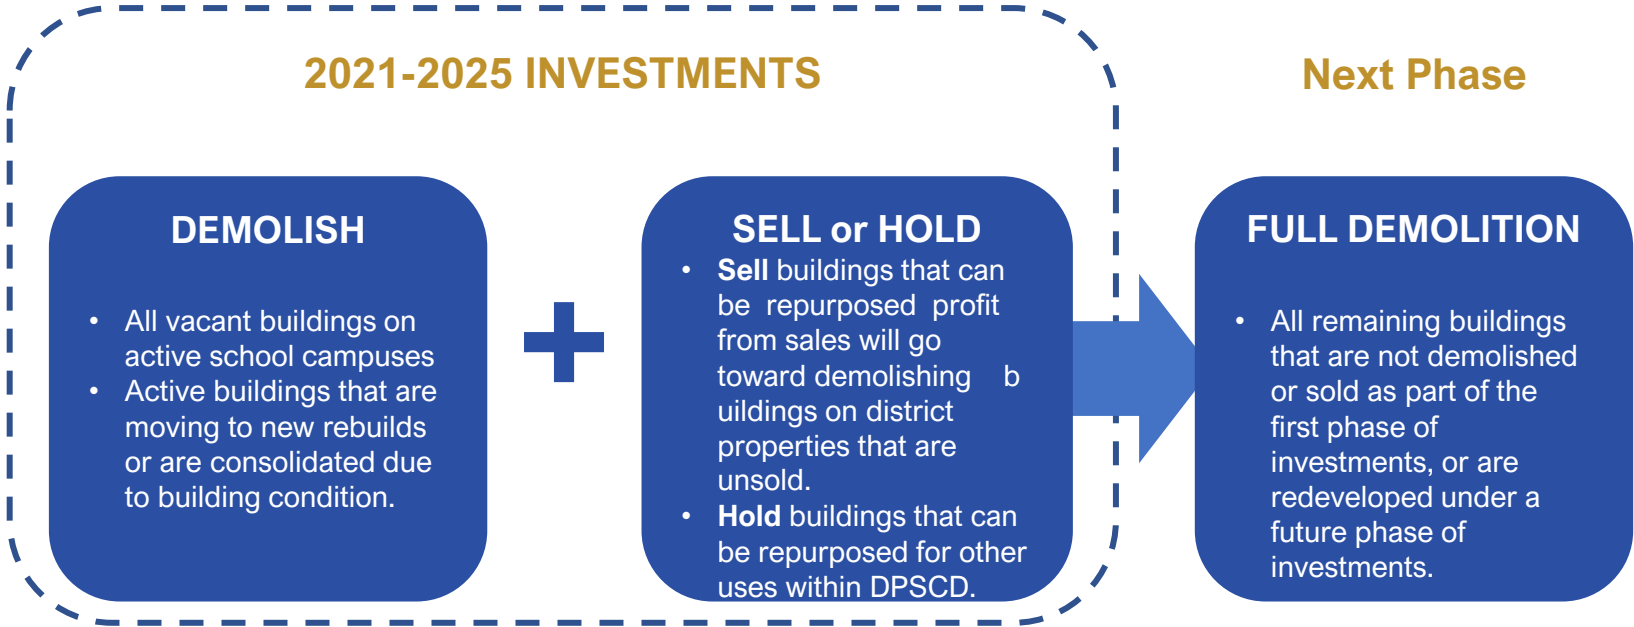 2021-2025 INVESTMENTS
Next Phase
DEMOLISH
• All vacant buildings on
active school campuses
• Active buildings that are
moving to new rebuilds
or are consolidated due
to building condition.
SELL or HOLD
• Sell buildings that can
be repurposed profit
from sales will go
toward demolishing b
uildings on district
properties that are
unsold.
• Hold buildings that can
be repurposed for other
uses within DPSCD.
FULL DEMOLITION
• All remaining buildings
that are not demolished
or sold as part of the
first phase of
investments, or are
redeveloped under a
future phase of
investments.